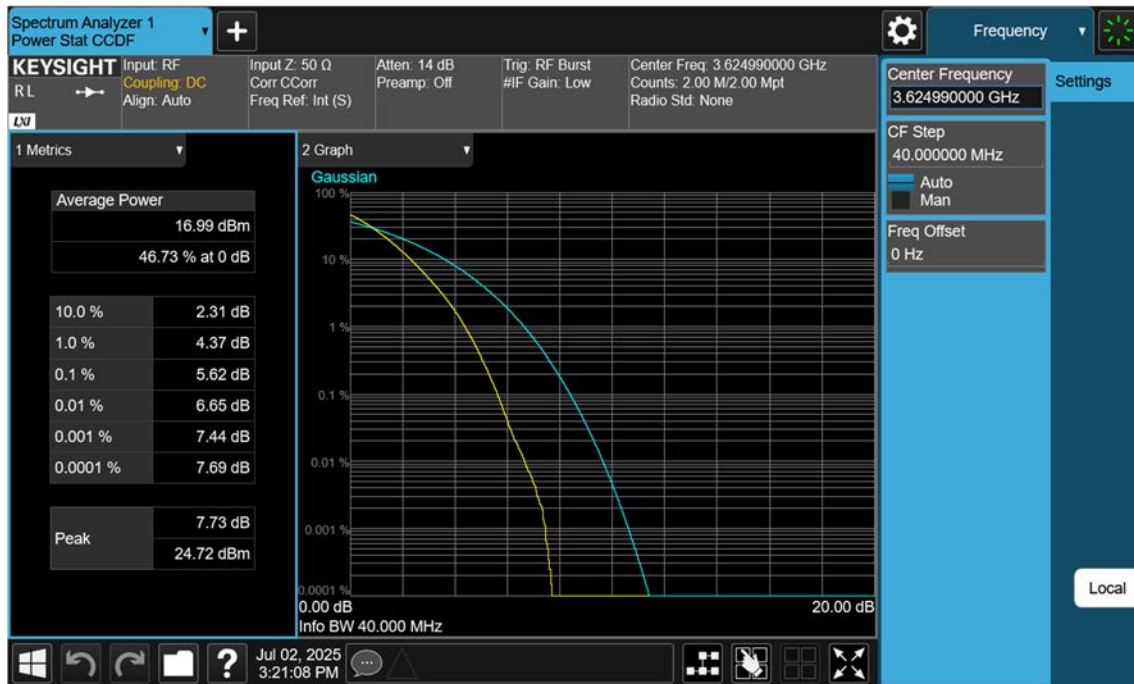 Spectrum Analyzer 1
Power Stat CCDF
+
Frequency
KEYSIGHT
R L
LXI
Input: RF
Coupling: DC
Align: Auto
Input Z: 50 Ω
Corr CCorr
Freq Ref: Int (S)
Atten: 14 dB
Preamp: Off
Trig: RF Burst
#IF Gain: Low
Center Freq: 3.624990000 GHz
Counts: 2.00 M/2.00 Mpt
Radio Std: None
Center Frequency
3.624990000 GHz
Settings
CF Step
40.000000 MHz
Auto
Man
Freq Offset
0 Hz
1 Metrics
Average Power
16.99 dBm
46.73 % at 0 dB
10.0 % 2.31 dB
1.0 % 4.37 dB
0.1 % 5.62 dB
0.01 % 6.65 dB
0.001 % 7.44 dB
0.0001 % 7.69 dB
Peak
7.73 dB
24.72 dBm
2 Graph
Gaussian
100 %
10 %
1 %
0.1 %
0.01 %
0.001 %
0.0001 %
0.00 dB 20.00 dB
Info BW 40.000 MHz
Local
?
Jul 02, 2025
3:21:08 PM